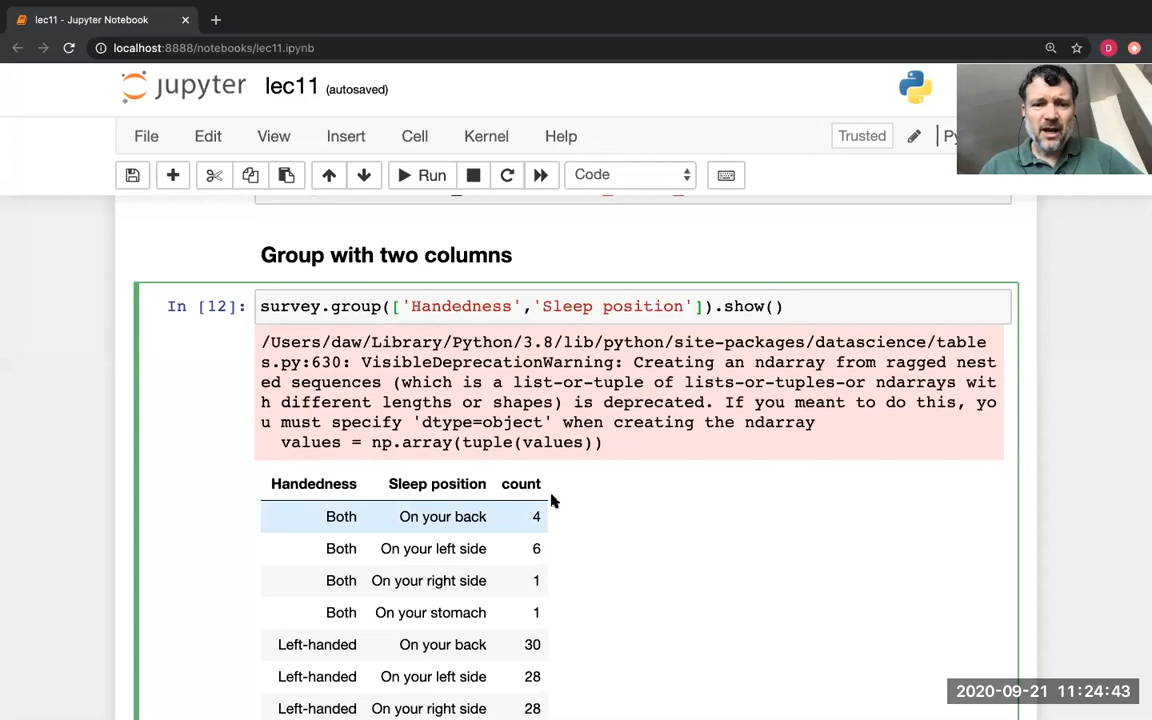 lec11 - Jupyter Notebook
localhost:8888/notebooks/lec11.ipynb
D
jupyter lec11 (autosaved)
File Edit View Insert Cell Kernel Help Trusted Py
Run Code
Group with two columns
In [12]: survey.group(['Handedness','Sleep position']).show()
/Users/daw/Library/Python/3.8/lib/python/site-packages/datascience/table
s.py:630: VisibleDeprecationWarning: Creating an ndarray from ragged nest
ed sequences (which is a list-or-tuple of lists-or-tuples-or ndarrays wit
h different lengths or shapes) is deprecated. If you meant to do this, yo
u must specify 'dtype=object' when creating the ndarray
values = np.array(tuple(values))
Handedness Sleep position count
Both On your back 4
Both On your left side 6
Both On your right side 1
Both On your stomach 1
Left-handed On your back 30
Left-handed On your left side 28
Left-handed On your right side 28
2020-09-21 11:24:43